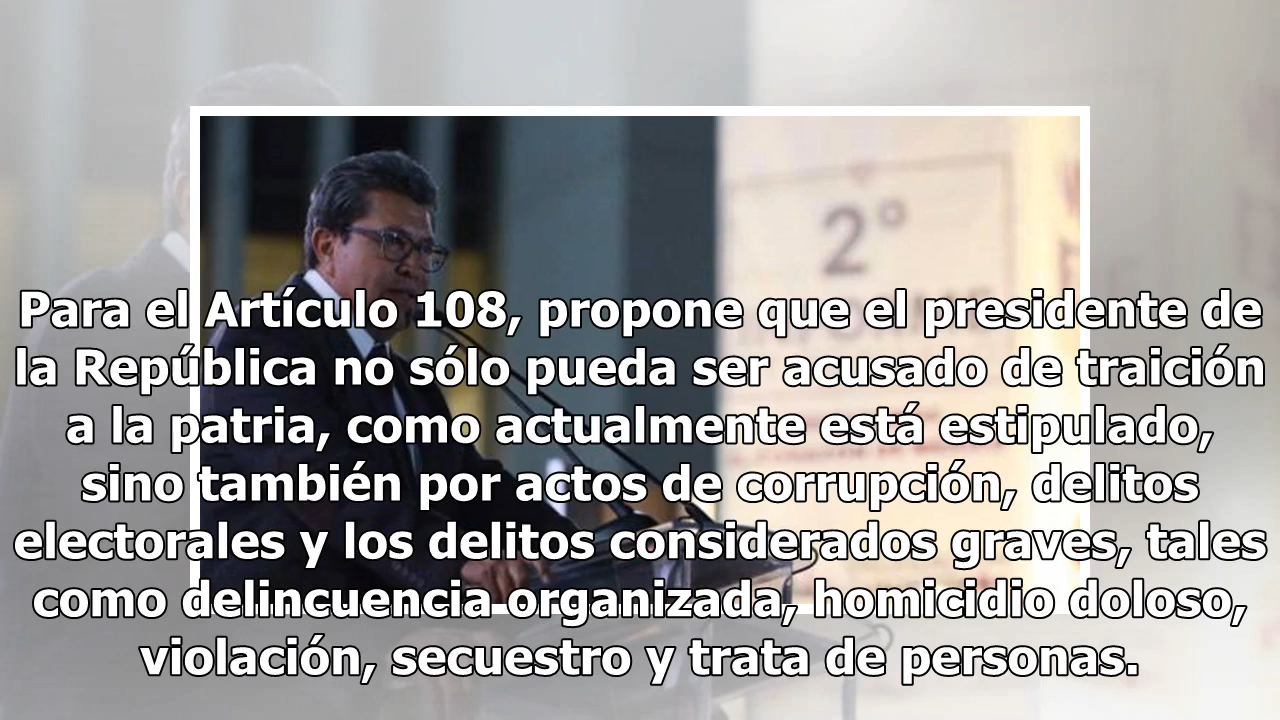 2°
Para el Artículo 108, propone que el presidente de
la República no sólo pueda ser acusado de traición
a la patria, como actualmente está estipulado,
sino también por actos de corrupción, delitos
electorales y los delitos considerados graves, tales
como delincuencia organizada, homicidio doloso,
violación, secuestro y trata de personas.